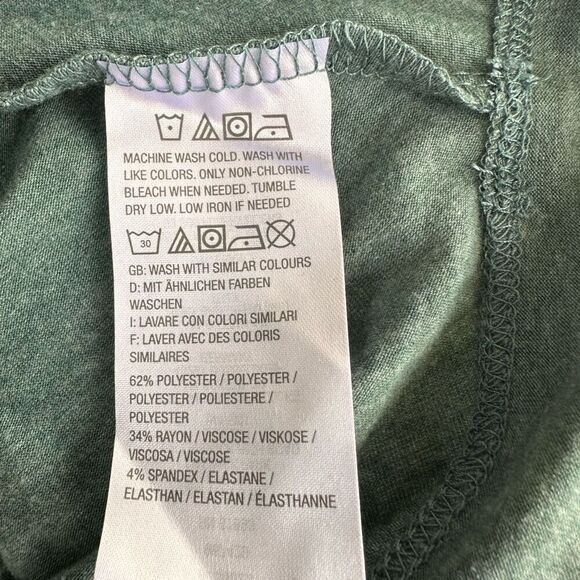 MACHINE WASH COLD. WASH WITH
LIKE COLORS. ONLY NON-CHLORINE
BLEACH WHEN NEEDED. TUMBLE
DRY LOW. LOW IRON IF NEEDED
30
GB: WASH WITH SIMILAR COLOURS
D: MIT ÄHNLICHEN FARBEN
WASCHEN
I: LAVARE CON COLORI SIMILARI
F: LAVER AVEC DES COLORIS
SIMILAIRES
62% POLYESTER / POLYESTER /
POLYESTER / POLIESTERE /
POLYESTER
34% RAYON / VISCOSE / VISKOSE /
VISCOSA / VISCOSE
4% SPANDEX / ELASTANE /
ELASTHAN / ELASTAN / ÉLASTHANNE